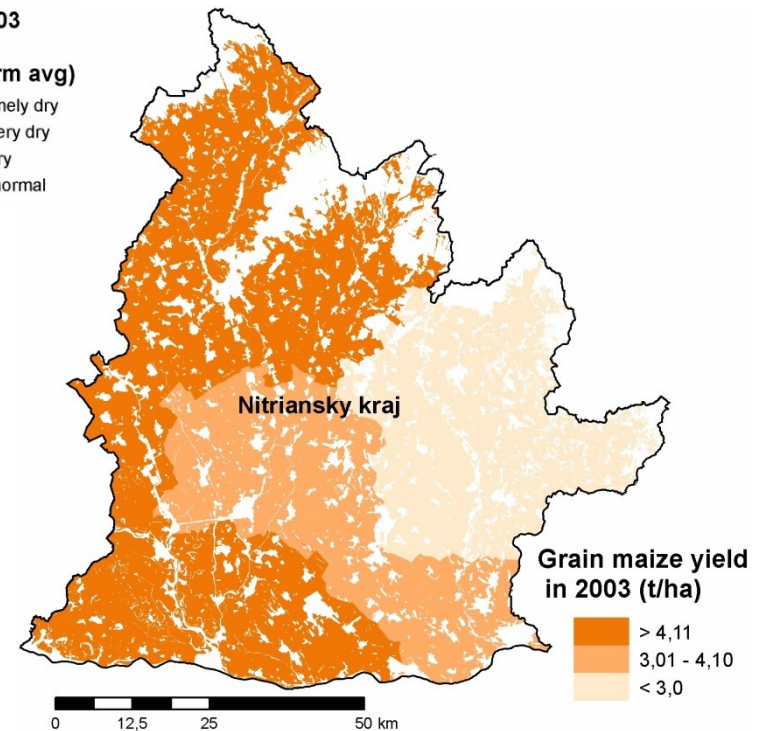 03
rm avg)
nely dry
ery dry
ry
normal
Nitriansky kraj
Grain maize yield
in 2003 (t/ha)
> 4,11
3,01 - 4,10
< 3,0
0 12,5 25 50 km